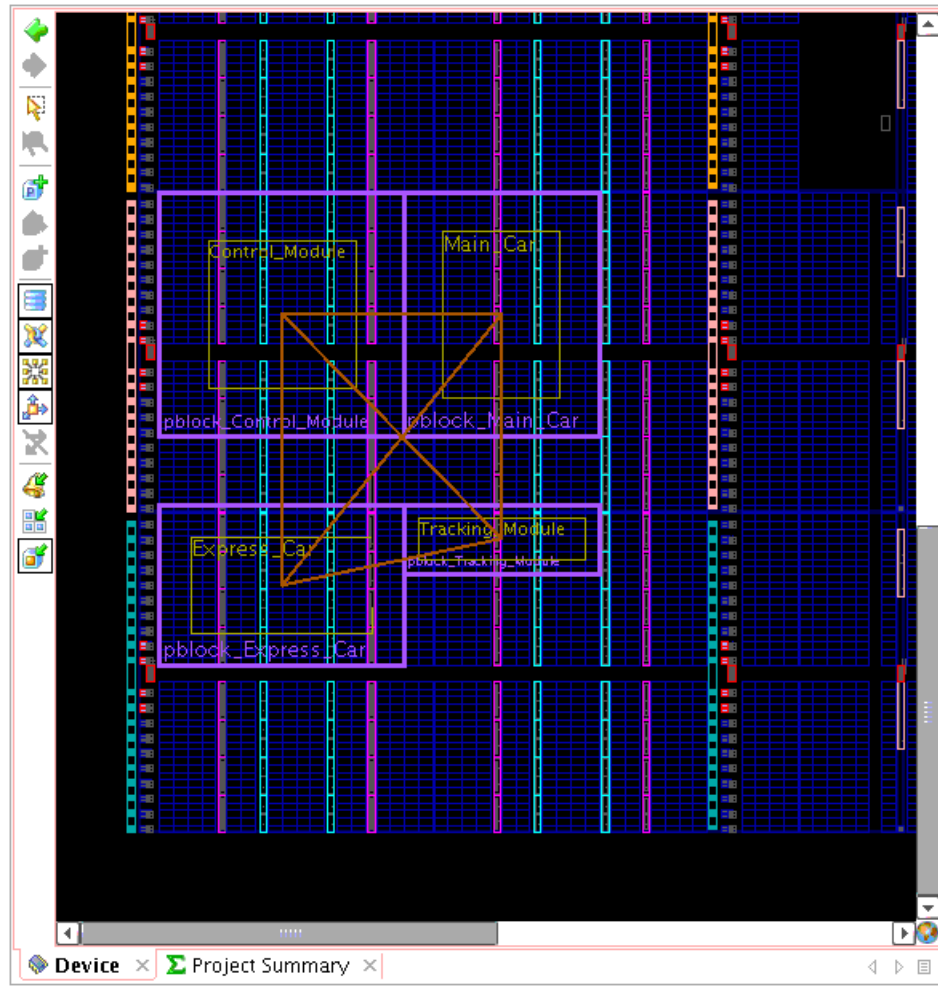 Control_Module
Main_Car
pblock_Control_Module
pblock_Main_Car
Tracking_Module
Express_Car
pblock_Tracking_Module
pblock_Express_Car
Device
Project Summary